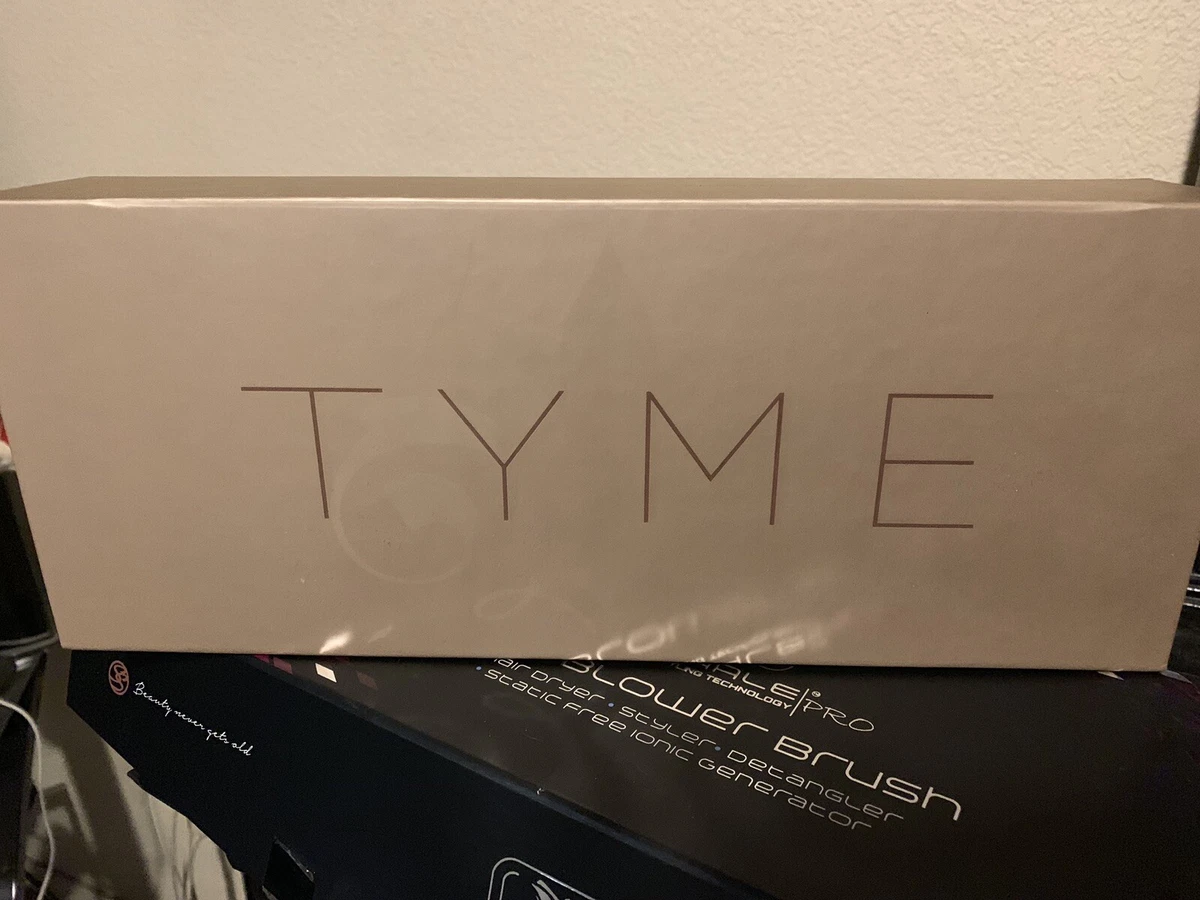 TYME
PRO
TECHNOLOGY
Blower Brush
Hair Dryer • Styler • Detangler
• Static Free Ionic Generator
Beauty never gets old